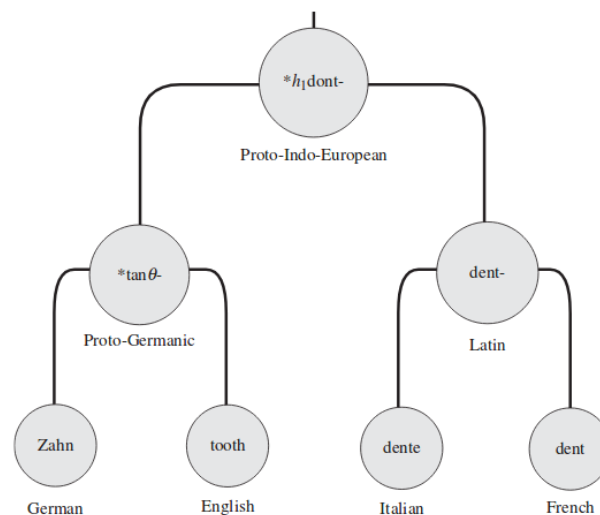 *h₁dont-
Proto-Indo-European
*tanθ-
Proto-Germanic
dent-
Latin
Zahn
German
tooth
English
dente
Italian
dent
French